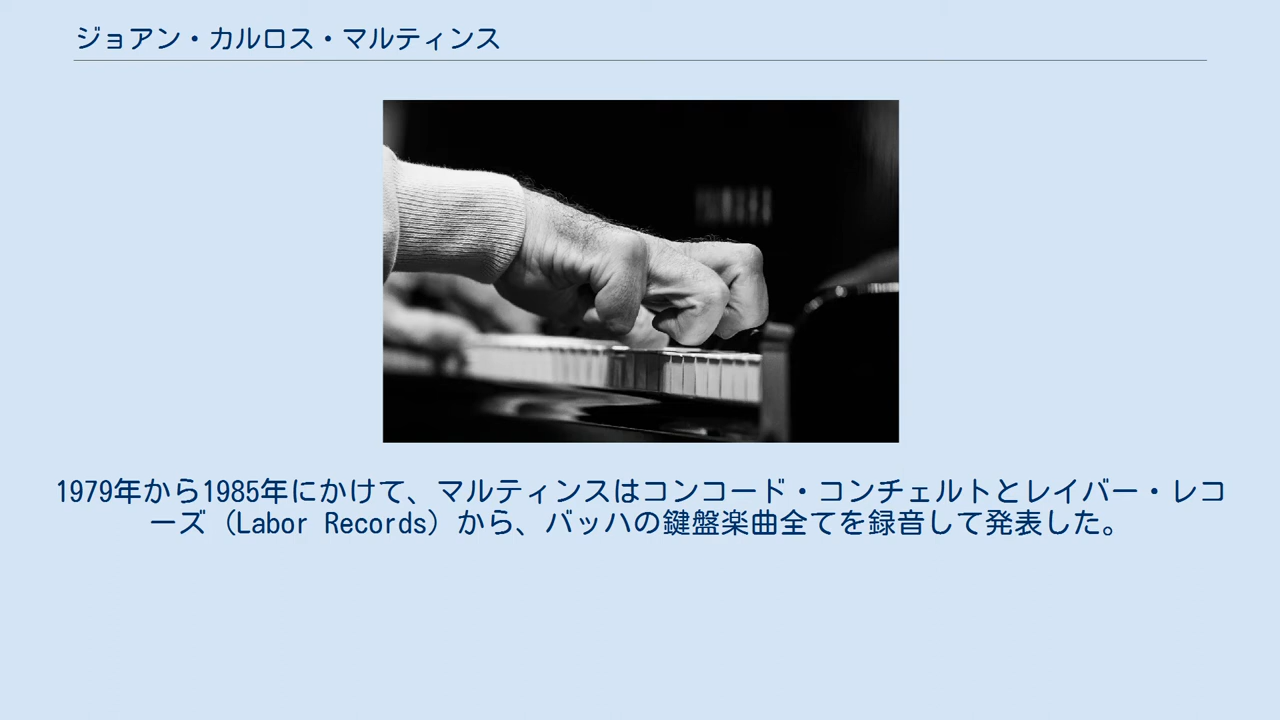 ジョアン・カルロス・マルティンス
1979年から1985年にかけて、マルティンスはコンコード・コンチェルトとレイバー・レコ
ーズ（Labor Records）から、バッハの鍵盤楽曲全てを録音して発表した。